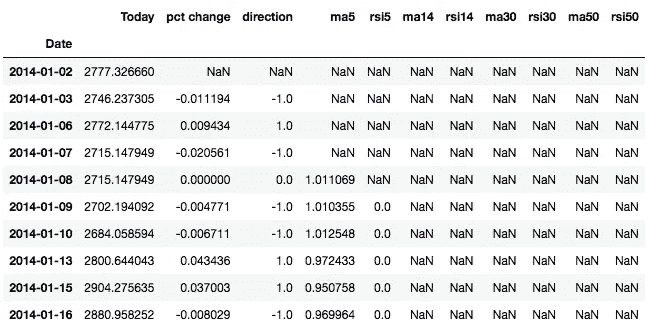 Today pct change direction ma5 rsi5 ma14 rsi14 ma30 rsi30 ma50 rsi50
Date
2014-01-02 2777.326660 NaN NaN NaN NaN NaN NaN NaN NaN NaN NaN
2014-01-03 2746.237305 -0.011194 -1.0 NaN NaN NaN NaN NaN NaN NaN NaN
2014-01-06 2772.144775 0.009434 1.0 NaN NaN NaN NaN NaN NaN NaN NaN
2014-01-07 2715.147949 -0.020561 -1.0 NaN NaN NaN NaN NaN NaN NaN NaN
2014-01-08 2715.147949 0.000000 0.0 1.011069 NaN NaN NaN NaN NaN NaN NaN
2014-01-09 2702.194092 -0.004771 -1.0 1.010355 0.0 NaN NaN NaN NaN NaN NaN
2014-01-10 2684.058594 -0.006711 -1.0 1.012548 0.0 NaN NaN NaN NaN NaN NaN
2014-01-13 2800.644043 0.043436 1.0 0.972433 0.0 NaN NaN NaN NaN NaN NaN
2014-01-15 2904.275635 0.037003 1.0 0.950758 0.0 NaN NaN NaN NaN NaN NaN
2014-01-16 2880.958252 -0.008029 -1.0 0.969964 0.0 NaN NaN NaN NaN NaN NaN